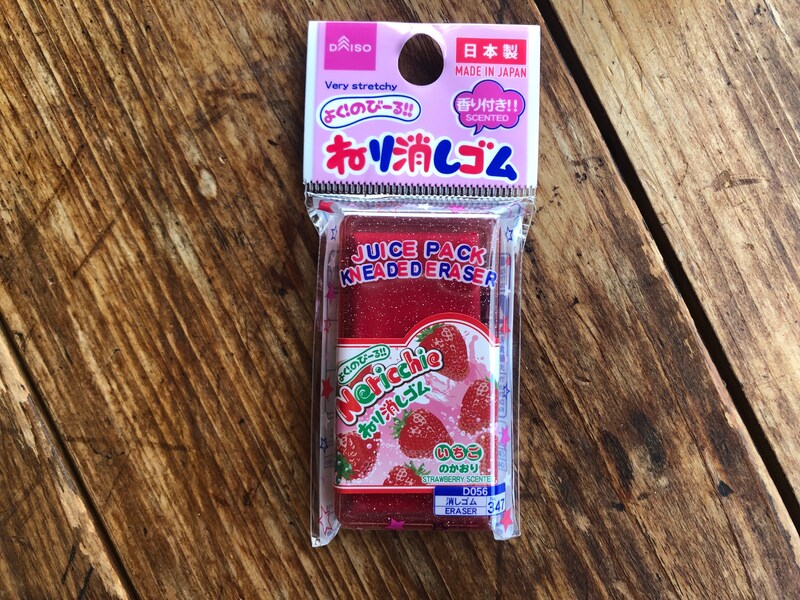 DAISO
日本製
MADE IN JAPAN
Very stretchy
よくのびーる!!
香り付き!!
SCENTED
ねり消しゴム
JUICE PACK
KNEADED ERASER
よくのびーる!!
Nericchie
ねり消しゴム
いちご
のかおり
STRAWBERRY SCENTED
D056
消しゴム
ERASER
347